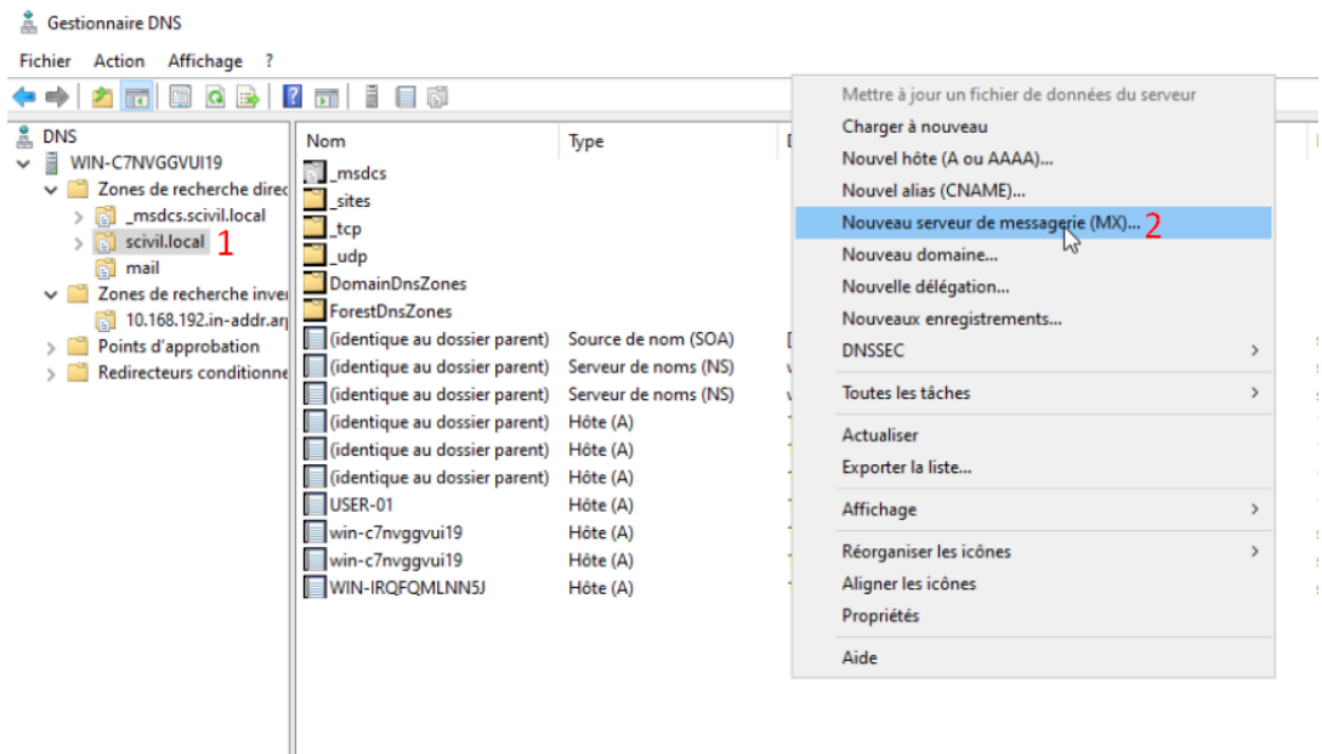 Gestionnaire DNS
Fichier Action Affichage ?
DNS
WIN-C7NVGGVUI19
Zones de recherche direc
_msdcs.scivil.local
scivil.local 1
mail
Zones de recherche inve
10.168.192.in-addr.ar
Points d'approbation
Redirecteurs conditionne
Nom Type
_msdcs
_sites
_tcp
_udp
DomainDnsZones
ForestDnsZones
(identique au dossier parent) Source de nom (SOA)
(identique au dossier parent) Serveur de noms (NS)
(identique au dossier parent) Serveur de noms (NS)
(identique au dossier parent) Hôte (A)
(identique au dossier parent) Hôte (A)
(identique au dossier parent) Hôte (A)
USER-01 Hôte (A)
win-c7nvggvui19 Hôte (A)
win-c7nvggvui19 Hôte (A)
WIN-IRQFQMLNN5J Hôte (A)
Mettre à jour un fichier de données du serveur
Charger à nouveau
Nouvel hôte (A ou AAAA)...
Nouvel alias (CNAME)...
Nouveau serveur de messagerie (MX)... 2
Nouveau domaine...
Nouvelle délégation...
Nouveaux enregistrements...
DNSSEC
Toutes les tâches
Actualiser
Exporter la liste...
Affichage
Réorganiser les icônes
Aligner les icônes
Propriétés
Aide